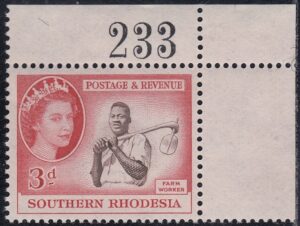 233
POSTAGE & REVENUE
3d
FARM
WORKER
SOUTHERN RHODESIA